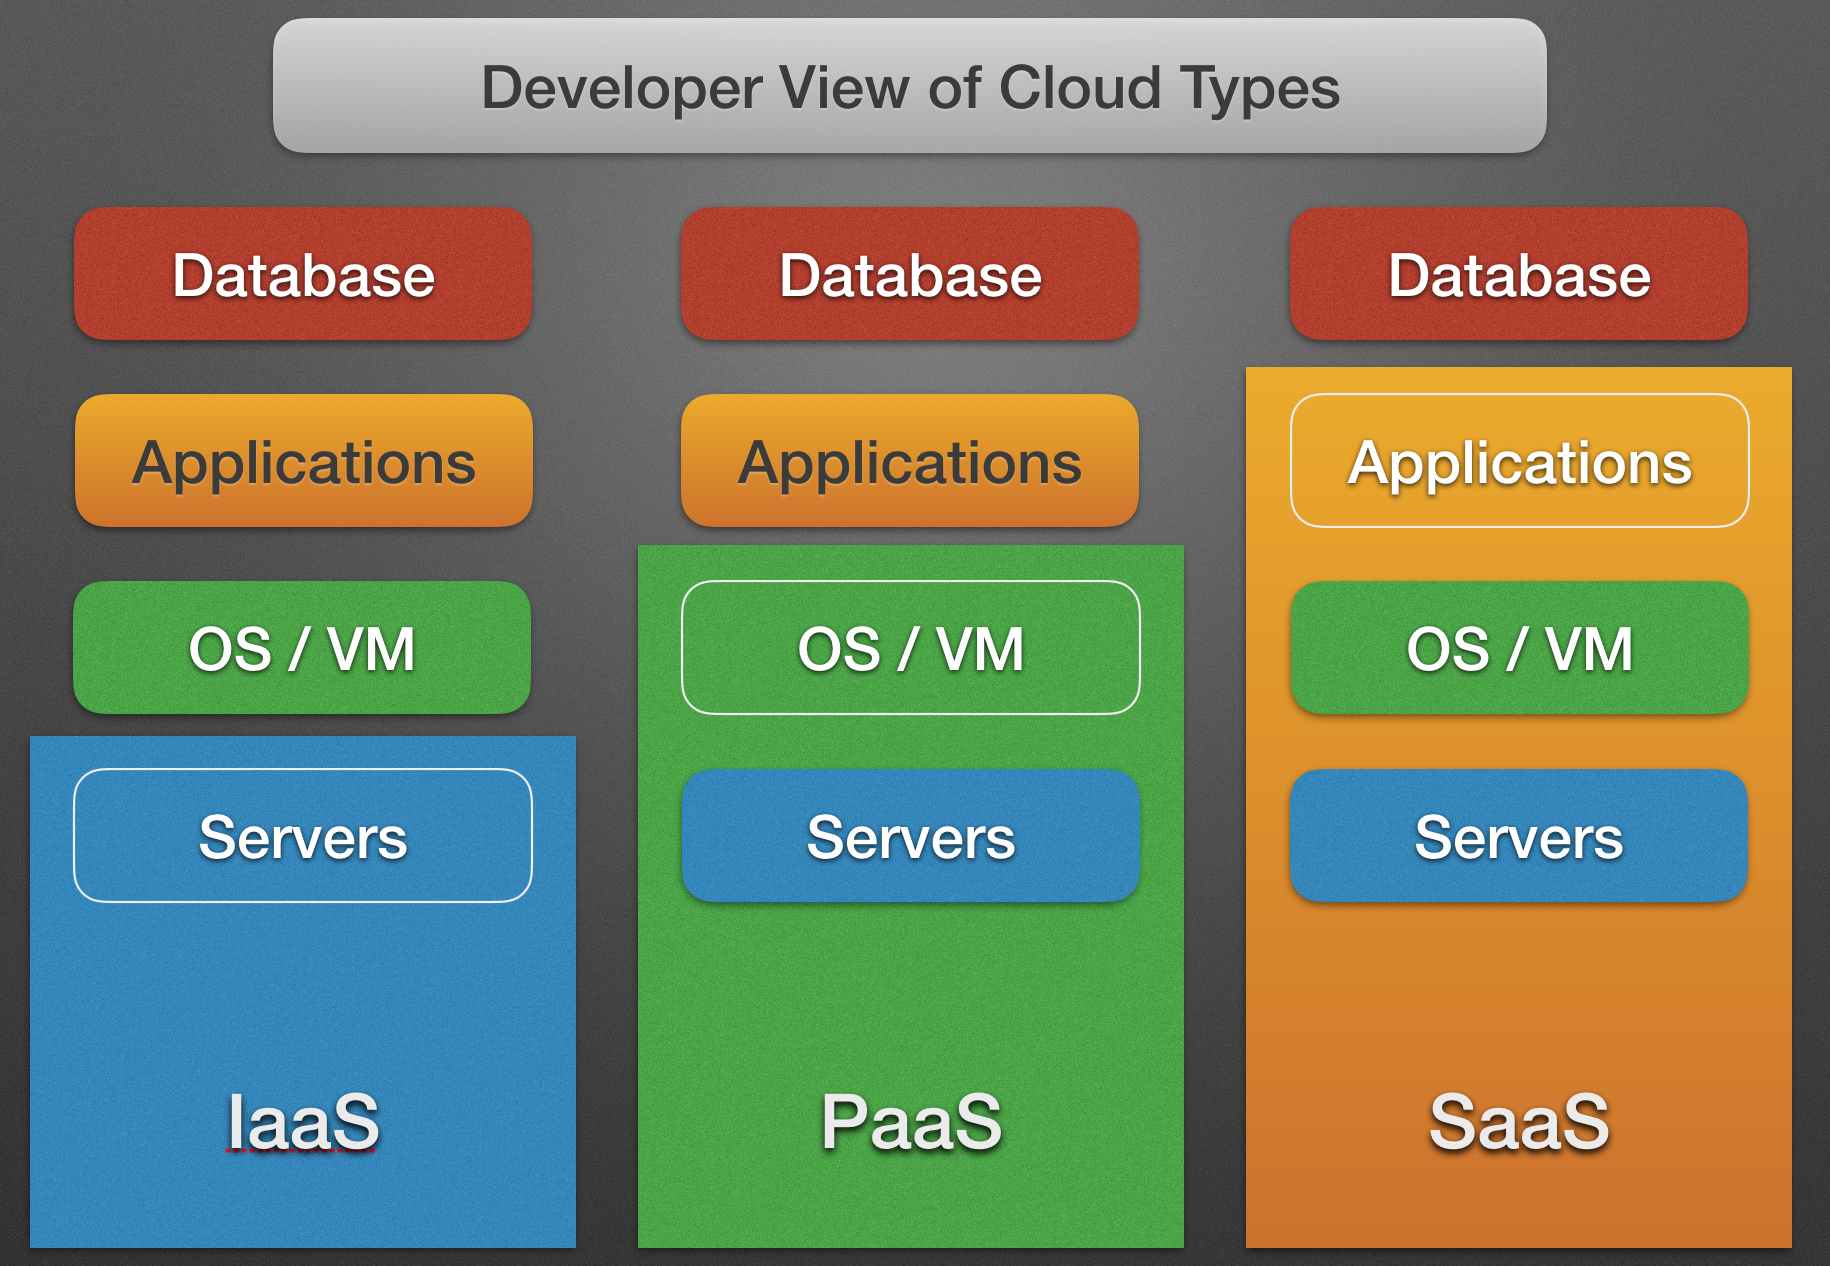 Developer View of Cloud Types
Database
Database
Database
Applications
Applications
Applications
OS / VM
OS / VM
OS / VM
Servers
Servers
Servers
IaaS
PaaS
SaaS